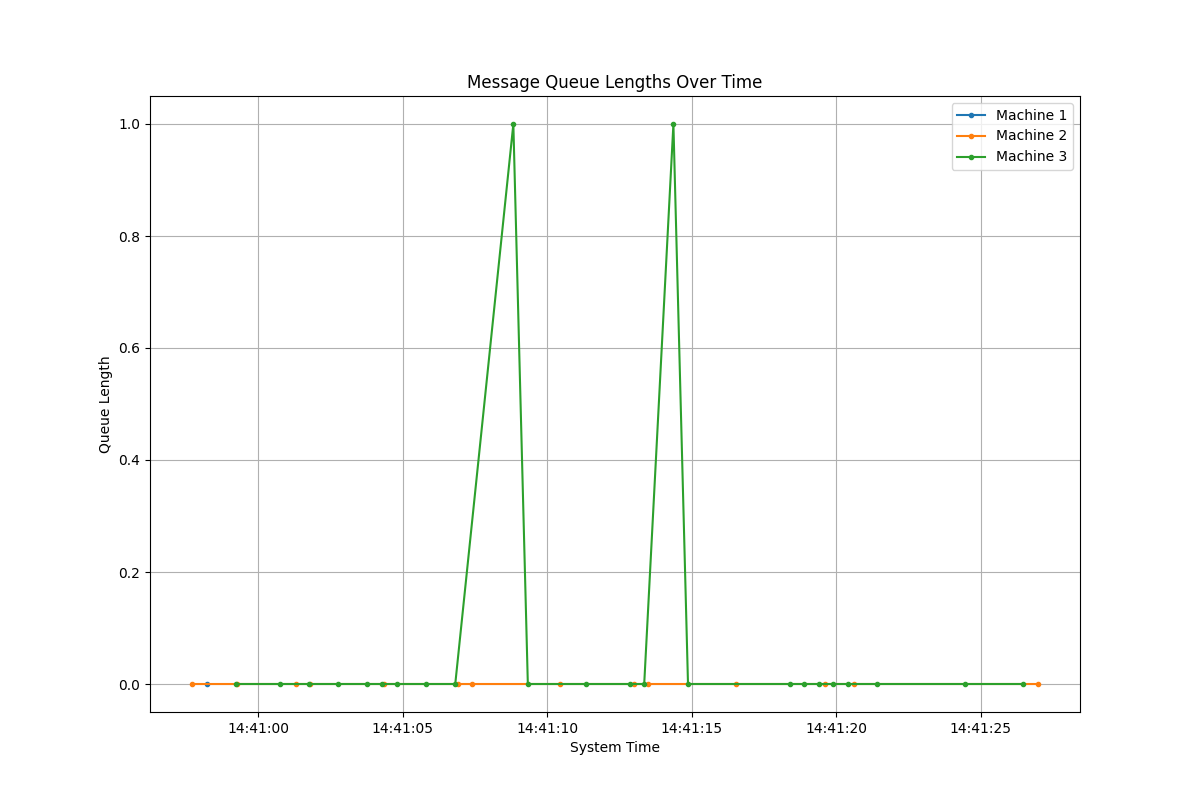 Message Queue Lengths Over Time
Machine 1
Machine 2
Machine 3
1.0
0.8
0.6
0.4
0.2
0.0
Queue Length
14:41:00 14:41:05 14:41:10 14:41:15 14:41:20 14:41:25
System Time